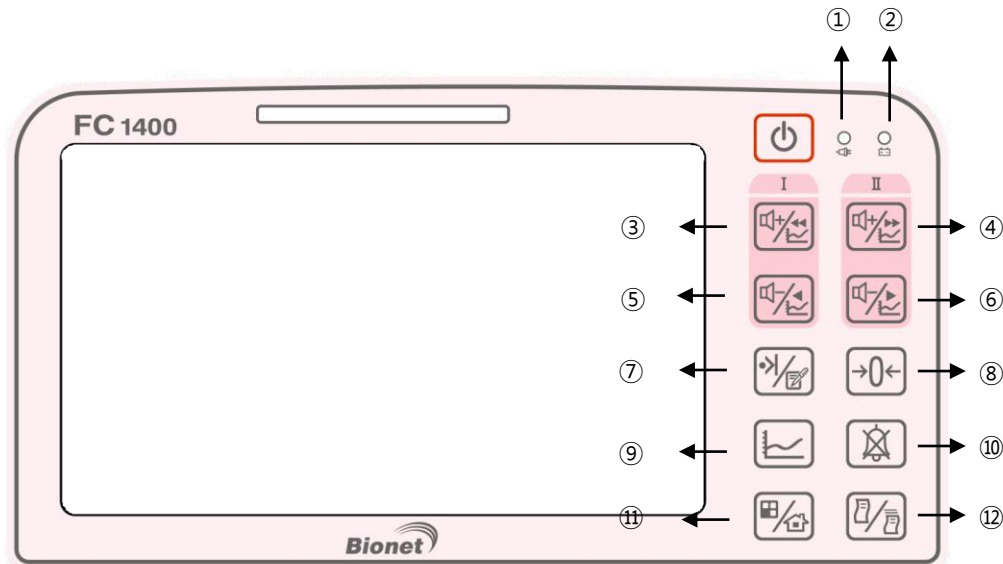 ① ②
FC 1400
I II
③ ④
⑤ ⑥
⑦ ⑧
⑨ ⑩
⑪ ⑫
Bionet